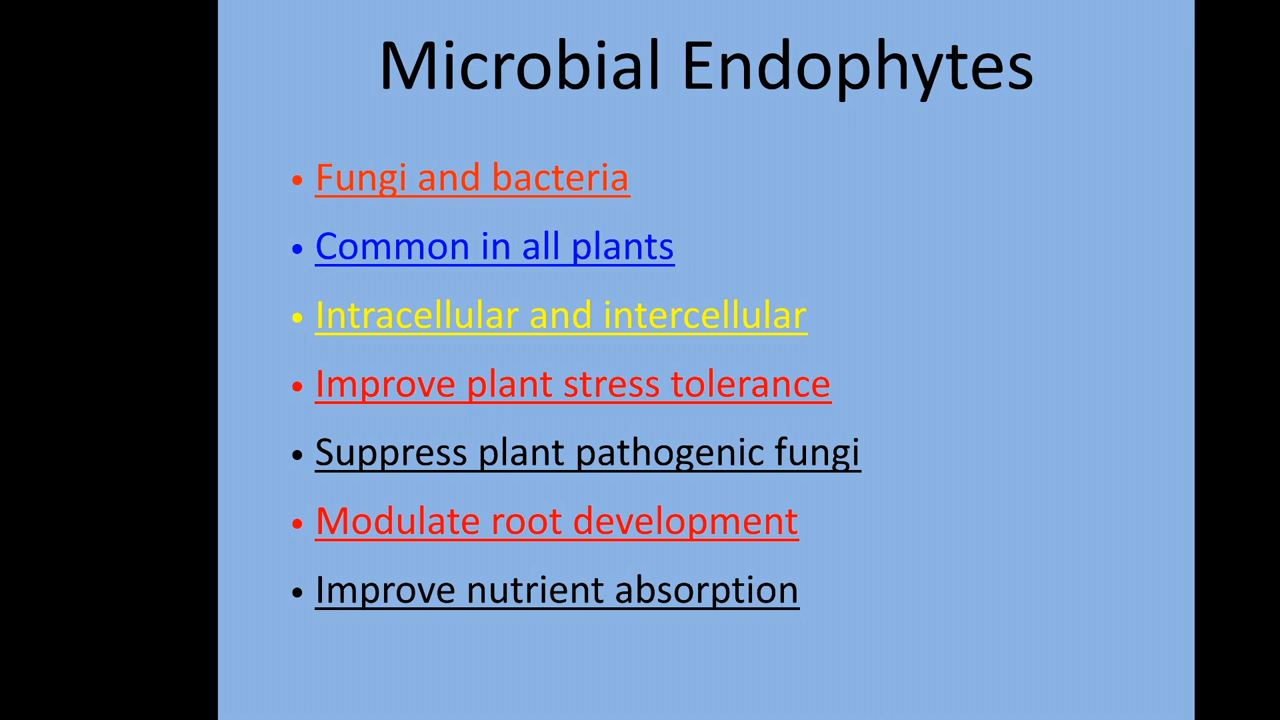 Microbial Endophytes
• Fungi and bacteria
• Common in all plants
• Intracellular and intercellular
• Improve plant stress tolerance
• Suppress plant pathogenic fungi
• Modulate root development
• Improve nutrient absorption